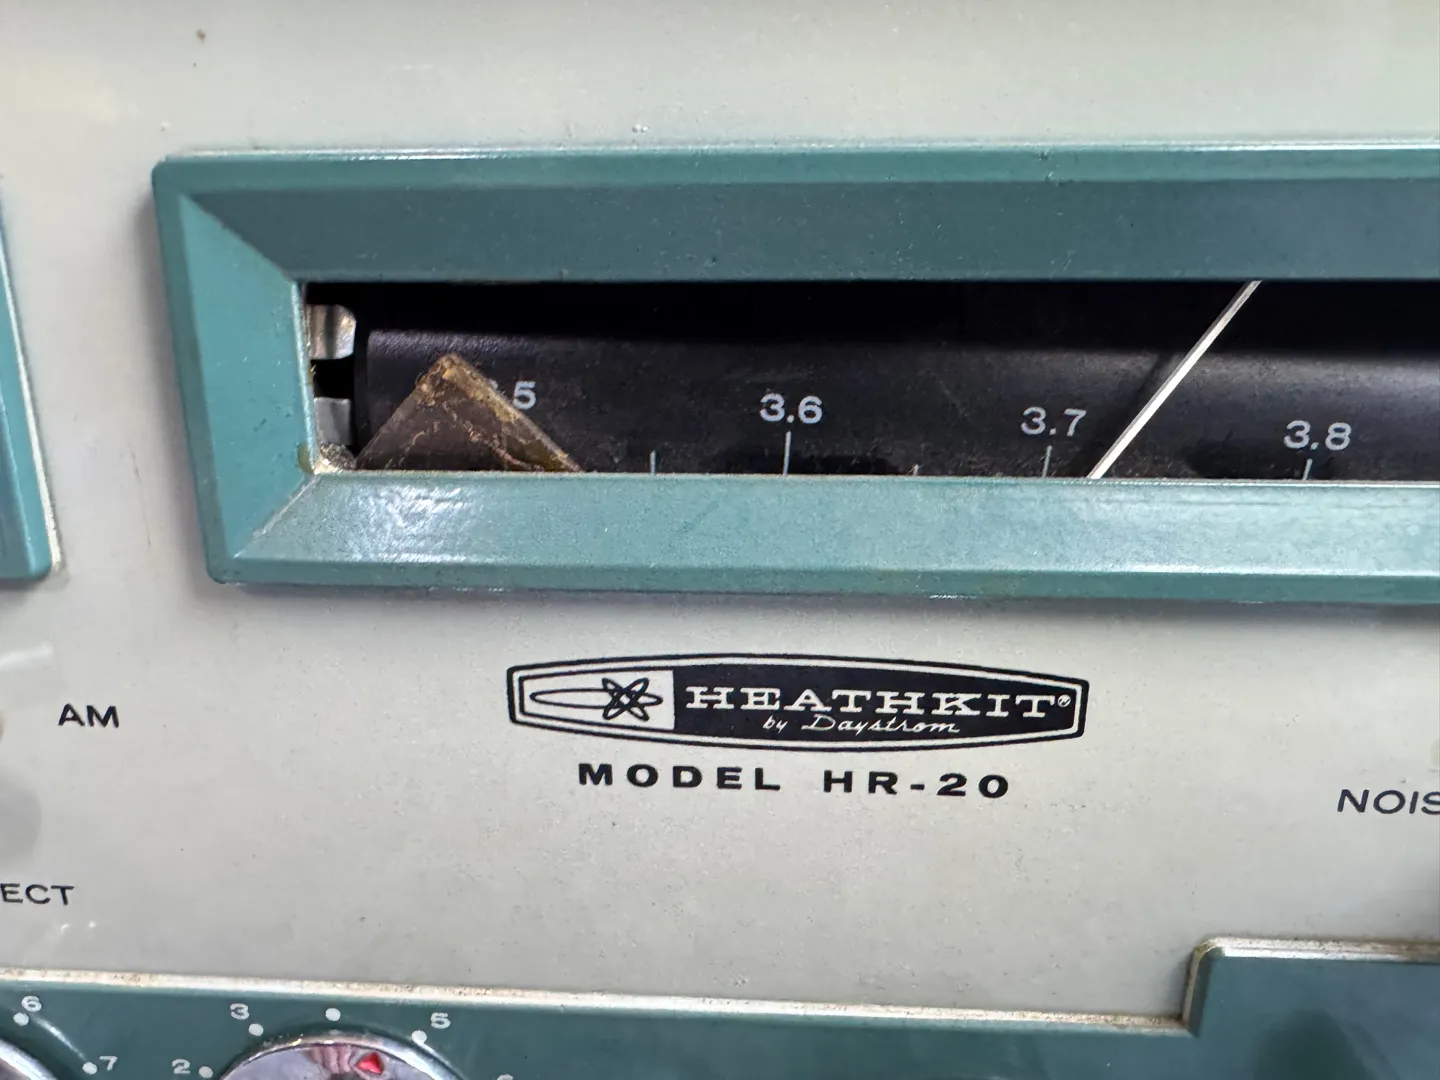 .5 3.6 3.7 3.8
HEATHKIT®
by Daystrom
MODEL HR-20
AM
NOIS
ECT
6
7
2
3
5